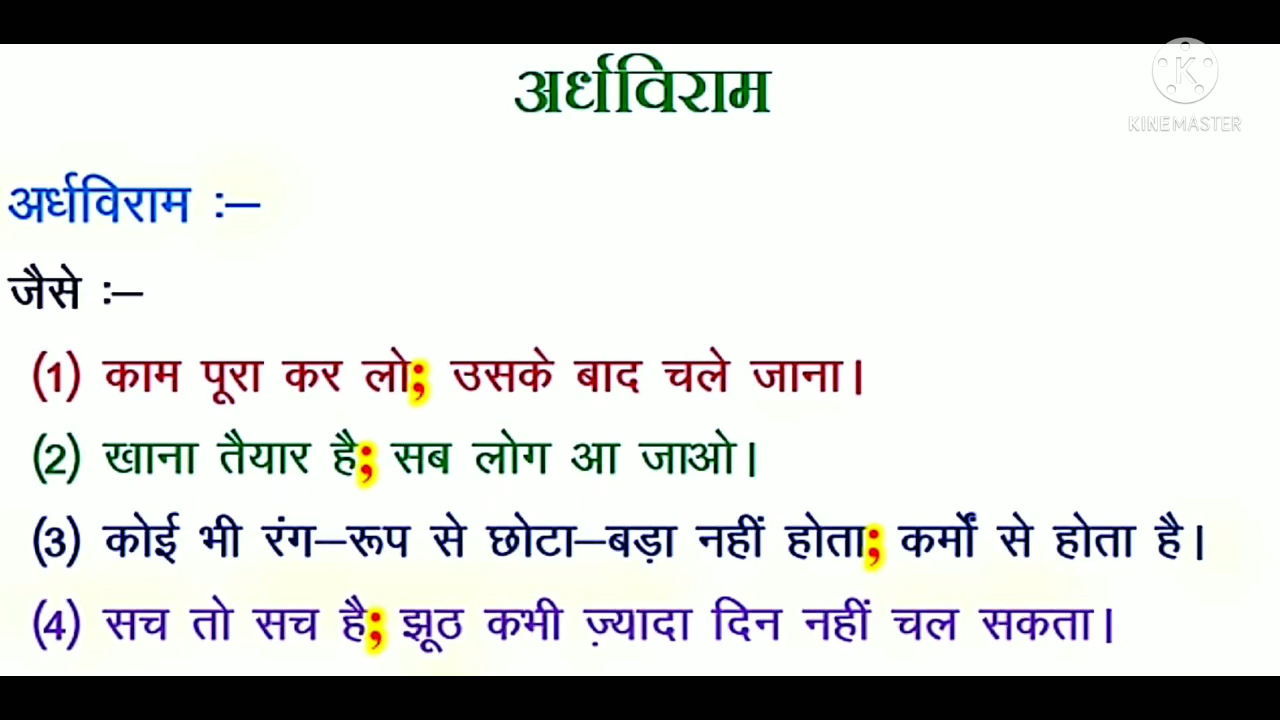 अर्धविराम
KINEMASTER
अर्धविराम :–
जैसे :–
(1) काम पूरा कर लो; उसके बाद चले जाना।
(2) खाना तैयार है; सब लोग आ जाओ।
(3) कोई भी रंग–रूप से छोटा–बड़ा नहीं होता; कर्मों से होता है।
(4) सच तो सच है; झूठ कभी ज़्यादा दिन नहीं चल सकता।